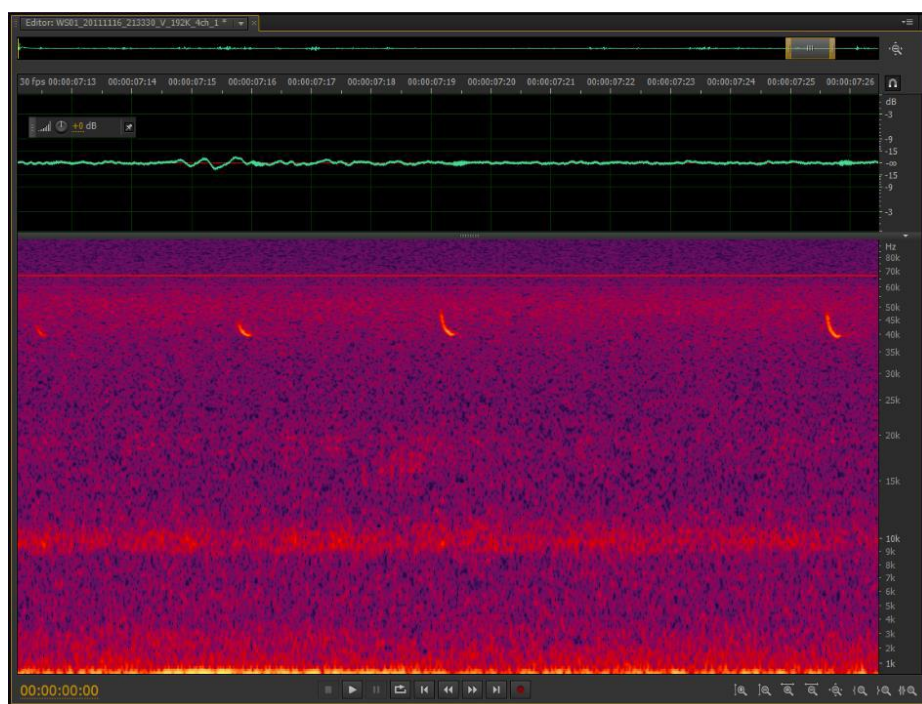 Editor: WS01_20111116_213330_V_192K_4ch_1 *
30 fps 00:00:07:13 00:00:07:14 00:00:07:15 00:00:07:16 00:00:07:17 00:00:07:18 00:00:07:19 00:00:07:20 00:00:07:21 00:00:07:22 00:00:07:23 00:00:07:24 00:00:07:25 00:00:07:26
dB
-3
+0 dB
-9
-15
-∞
-15
-9
-3
Hz
80k
70k
60k
50k
45k
40k
35k
30k
25k
20k
15k
10k
9k
8k
7k
6k
5k
4k
3k
2k
1k
00:00:00:00